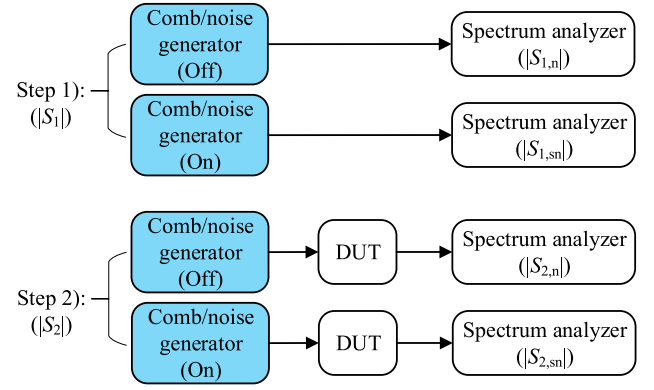 Comb/noise
generator
(Off)
Spectrum analyzer
(|S1,n|)
Step 1):
(|S1|)
Comb/noise
generator
(On)
Spectrum analyzer
(|S1,sn|)
Comb/noise
generator
(Off)
DUT
Spectrum analyzer
(|S2,n|)
Step 2):
(|S2|)
Comb/noise
generator
(On)
DUT
Spectrum analyzer
(|S2,sn|)